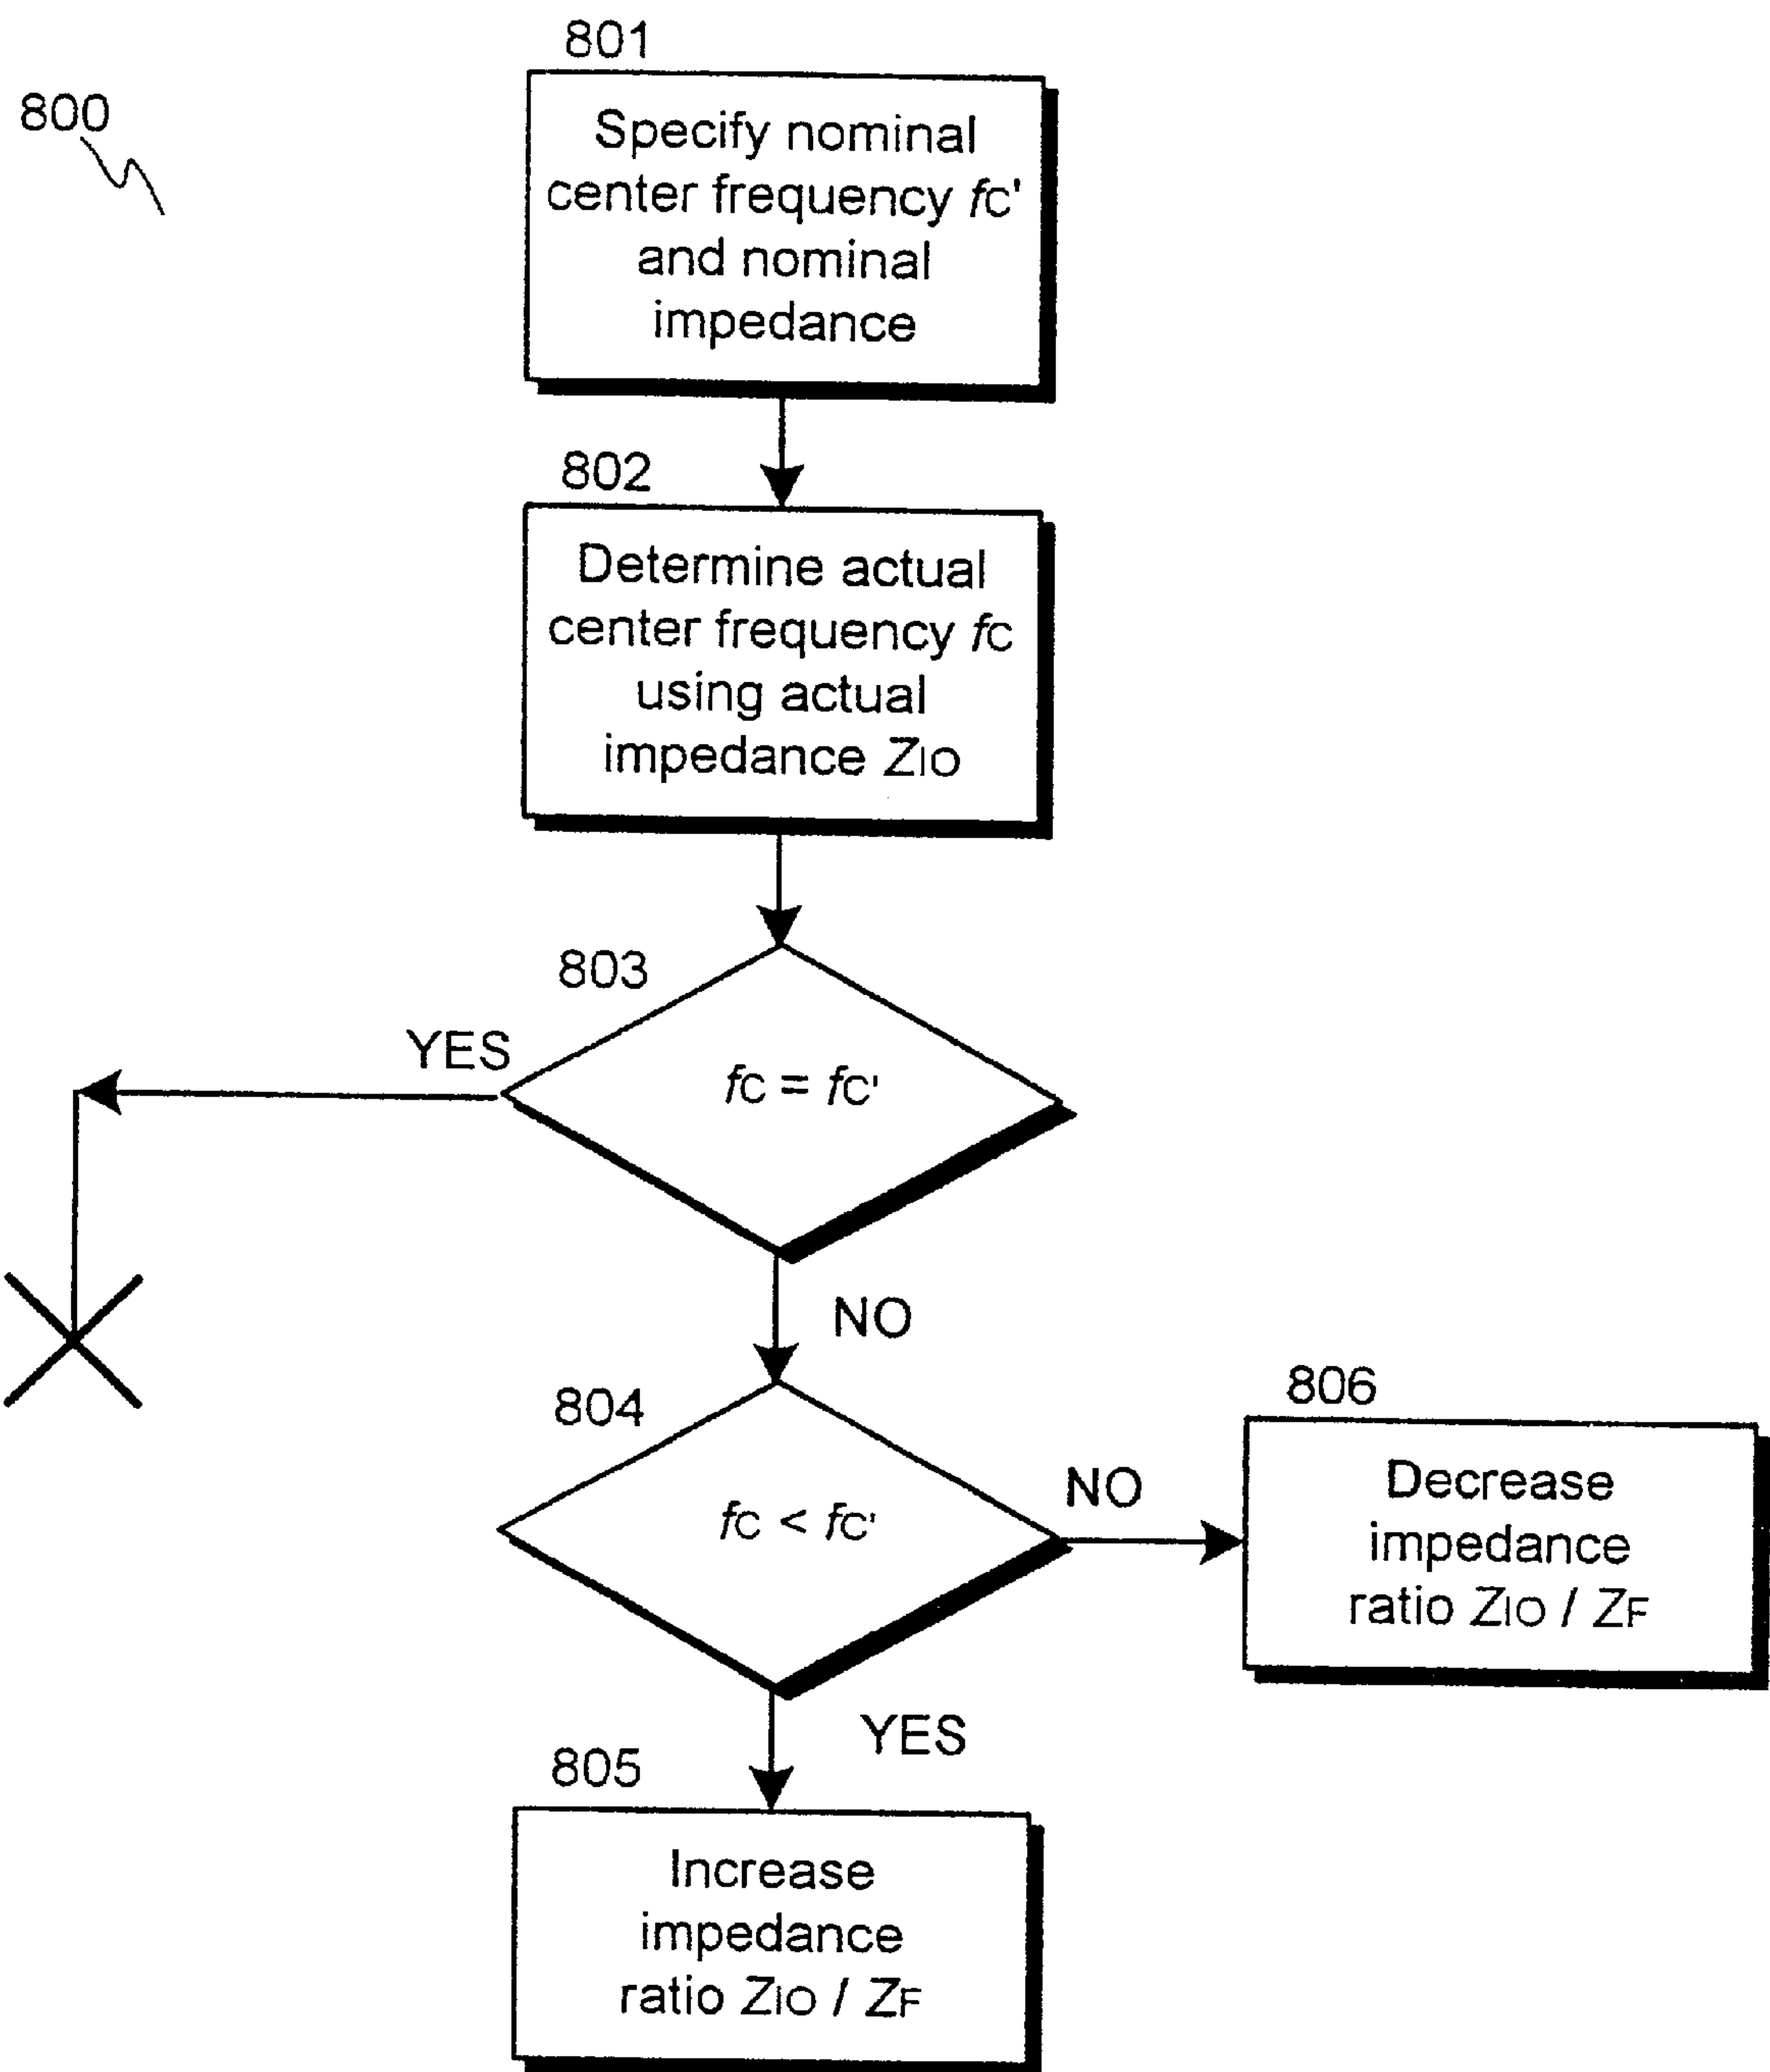 801
800
Specify nominal
center frequency fC'
and nominal
impedance
802
Determine actual
center frequency fC
using actual
impedance ZIO
803
YES
fC = fC'
NO
804
806
fC < fC'
NO
Decrease
impedance
ratio ZIO / ZF
YES
805
Increase
impedance
ratio ZIO / ZF